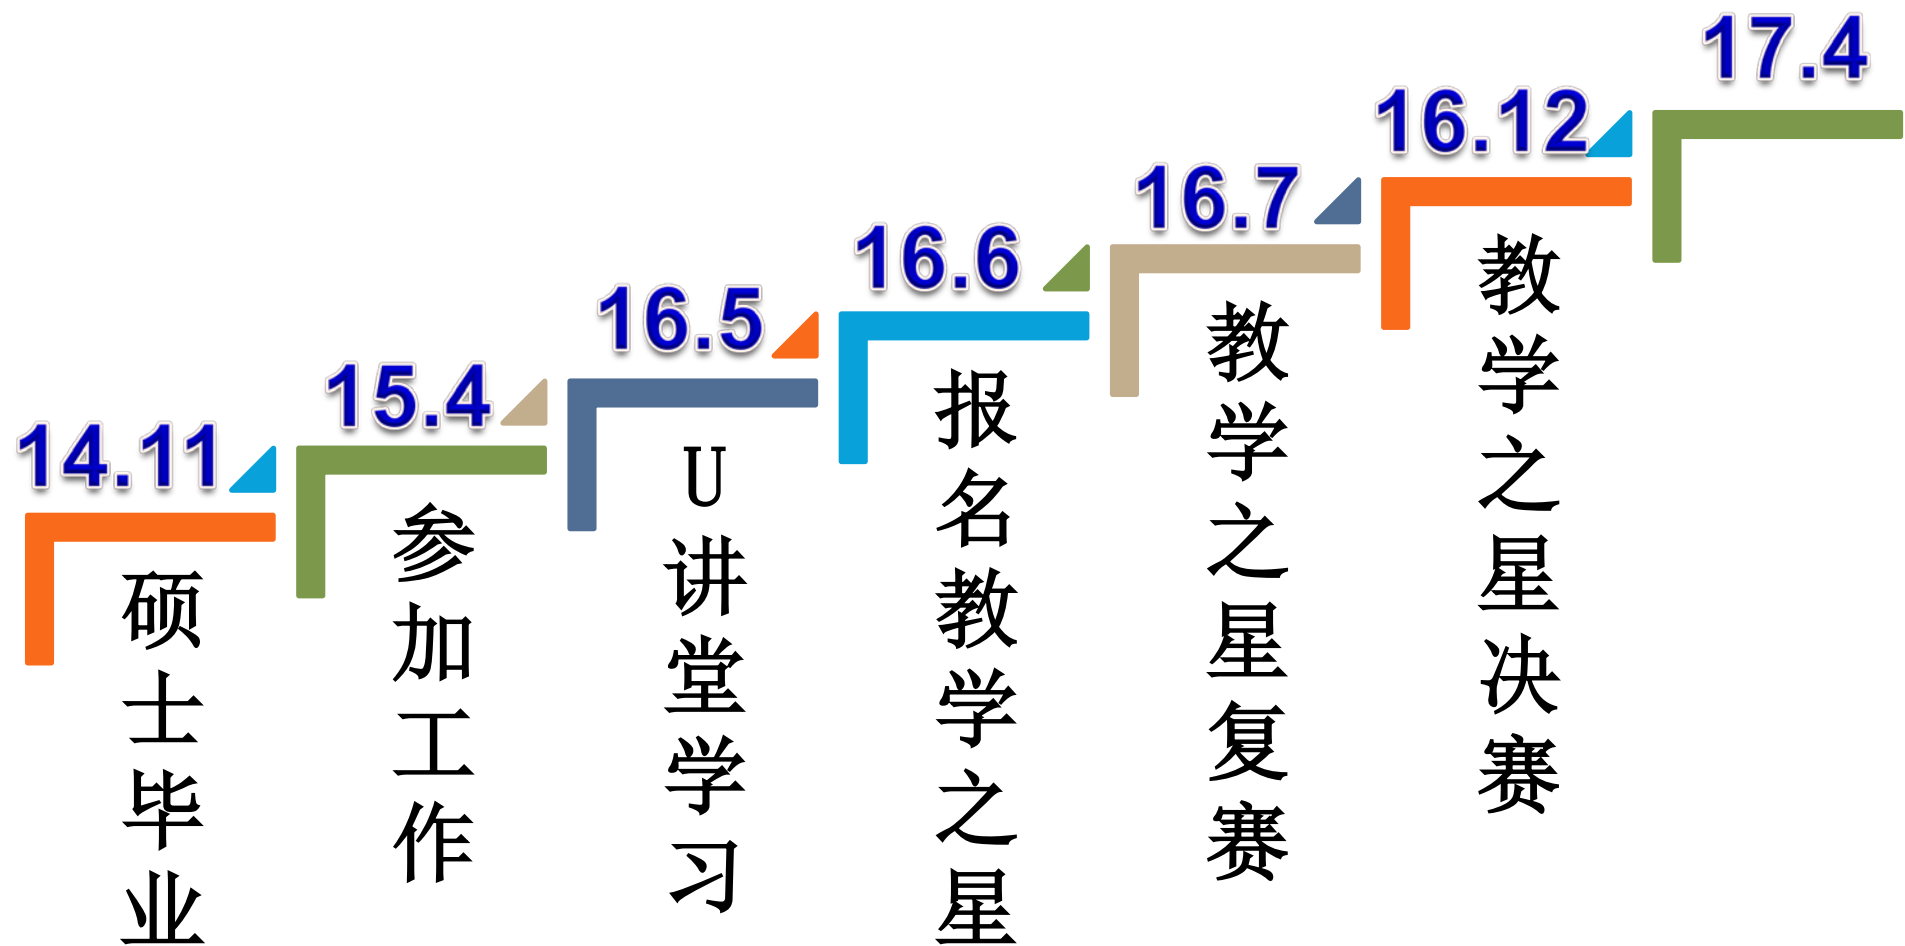 14.11
硕士毕业
15.4
参加工作
16.5
U讲堂学习
16.6
报名教学之星
16.7
教学之星复赛
16.12
教学之星决赛
17.4